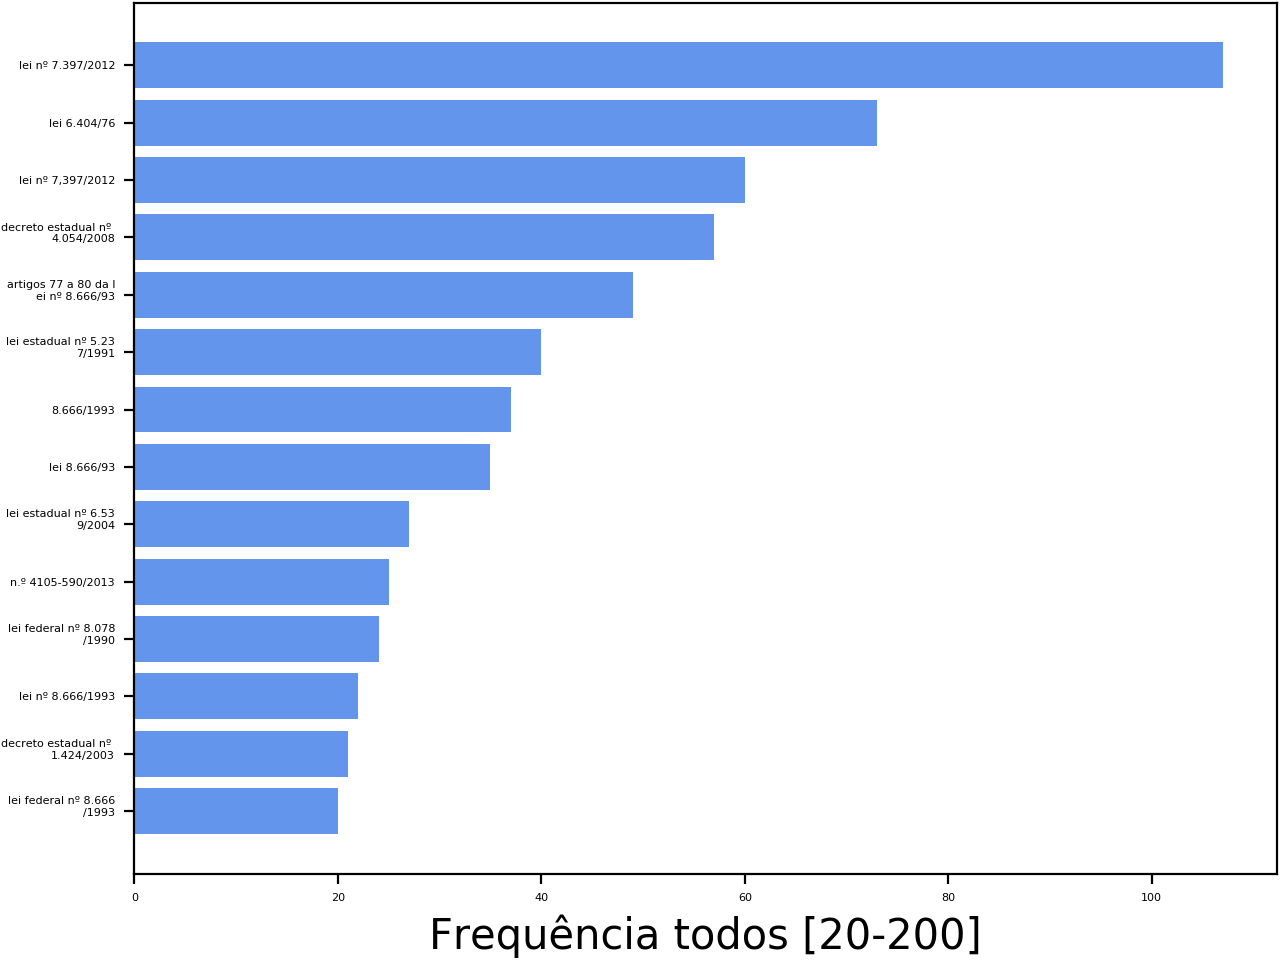 lei nº 7.397/2012
lei 6.404/76
lei nº 7,397/2012
decreto estadual nº
4.054/2008
artigos 77 a 80 da l
ei nº 8.666/93
lei estadual nº 5.23
7/1991
8.666/1993
lei 8.666/93
lei estadual nº 6.53
9/2004
n.º 4105-590/2013
lei federal nº 8.078
/1990
lei nº 8.666/1993
decreto estadual nº
1.424/2003
lei federal nº 8.666
/1993
0 20 40 60 80 100
Frequência todos [20-200]